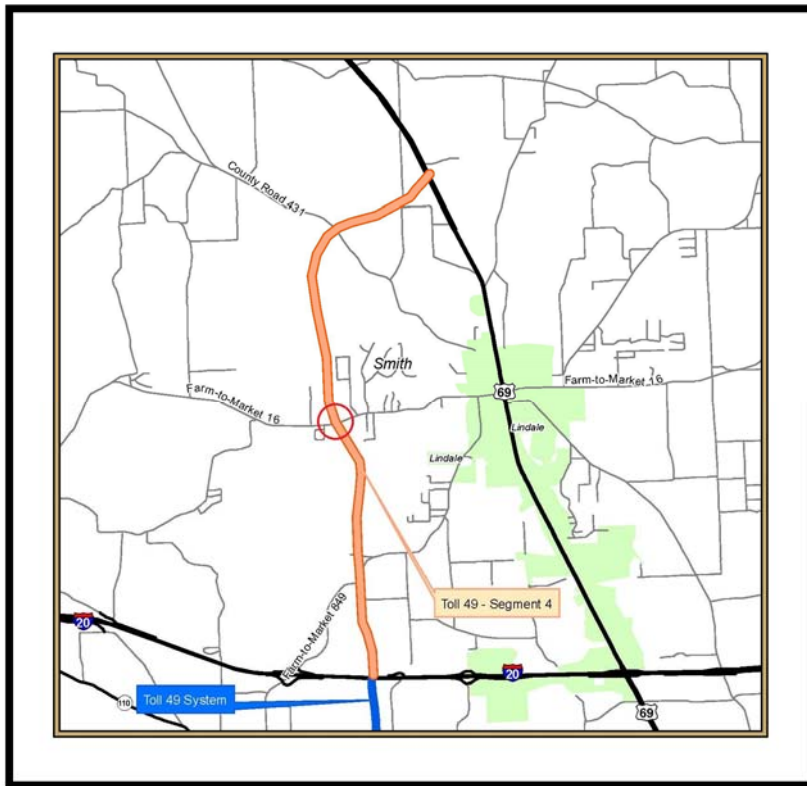 County Road 431
Smith
Farm-to-Market 16
Farm-to-Market 16
69
Lindale
Lindale
Toll 49 - Segment 4
Farm-to-Market 849
20
20
110
Toll 49 System
69